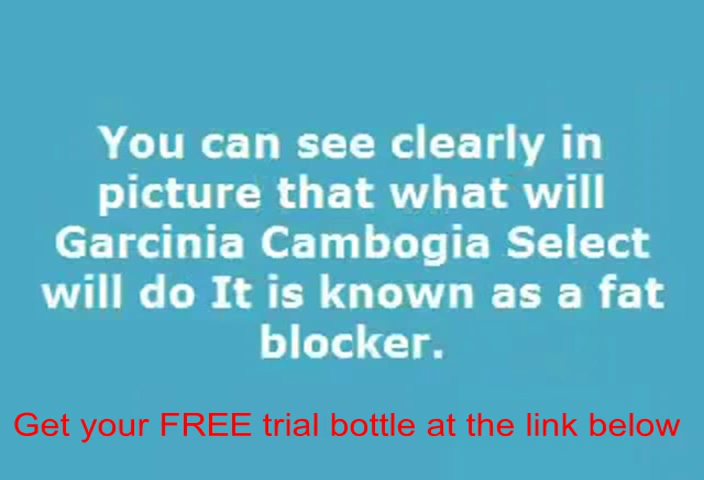 You can see clearly in
picture that what will
Garcinia Cambogia Select
will do It is known as a fat
blocker.
Get your FREE trial bottle at the link below